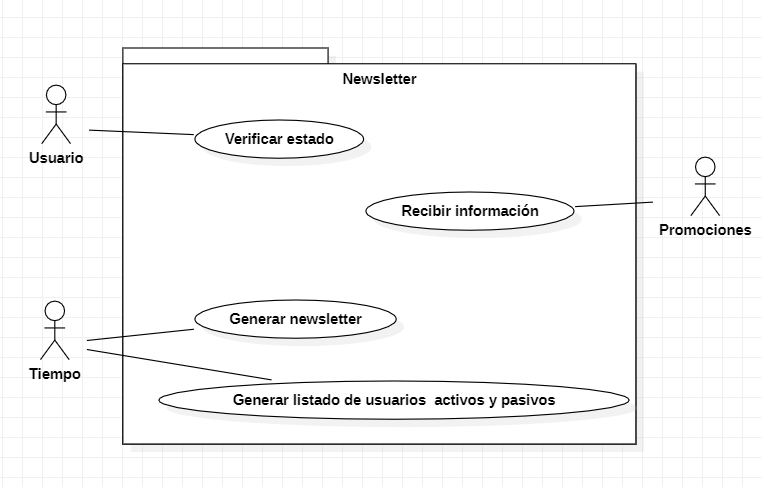 Newsletter
Verificar estado
Usuario
Recibir información
Promociones
Generar newsletter
Tiempo
Generar listado de usuarios activos y pasivos